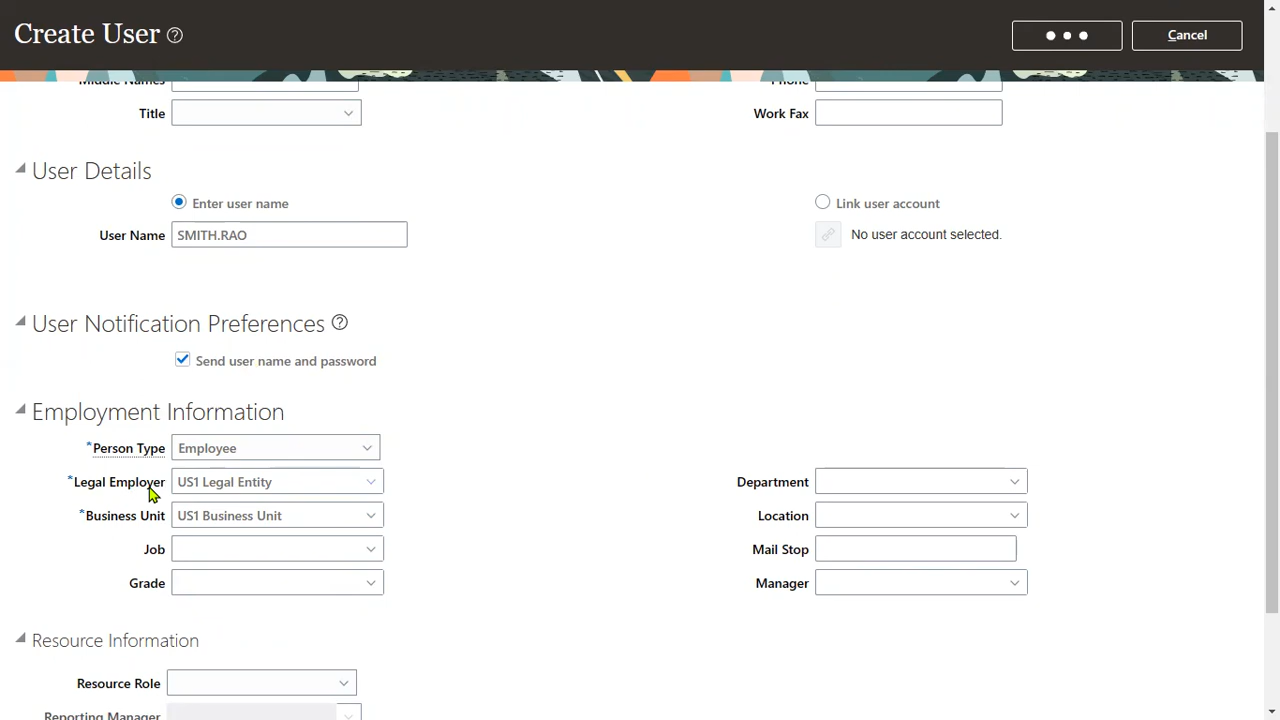 Create User
Cancel
Middle Names
Phone
Title
Work Fax
User Details
Enter user name
Link user account
User Name SMITH.RAO
No user account selected.
User Notification Preferences
Send user name and password
Employment Information
*Person Type Employee
*Legal Employer US1 Legal Entity
Department
*Business Unit US1 Business Unit
Location
Job
Mail Stop
Grade
Manager
Resource Information
Resource Role
Reporting Manager